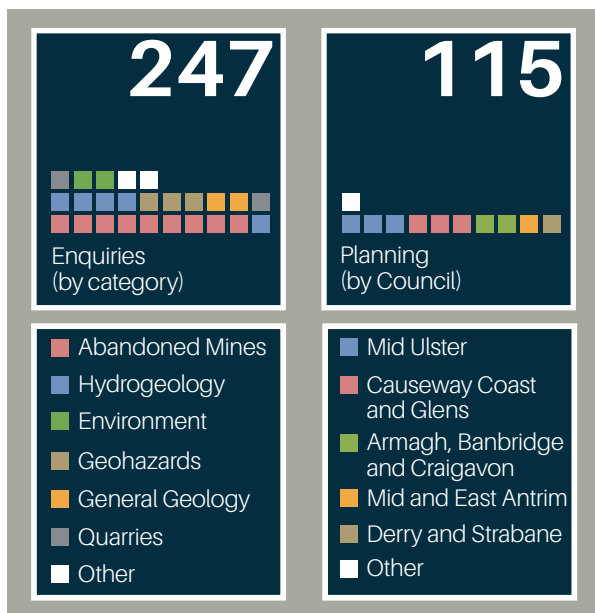 247
Enquiries
(by category)
115
Planning
(by Council)
Abandoned Mines
Hydrogeology
Environment
Geohazards
General Geology
Quarries
Other
Mid Ulster
Causeway Coast
and Glens
Armagh, Banbridge
and Craigavon
Mid and East Antrim
Derry and Strabane
Other